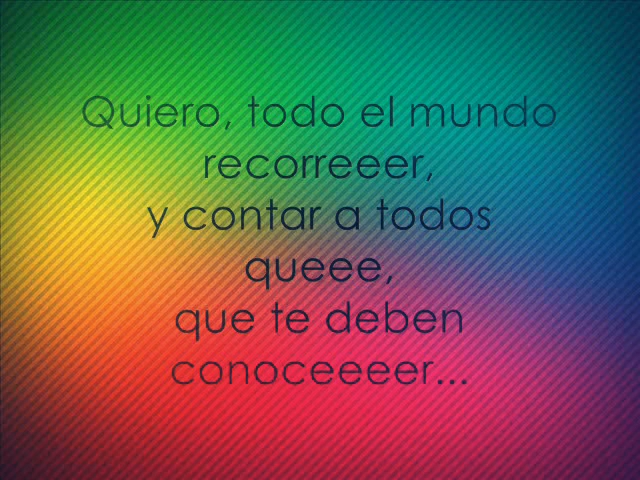 Quiero, todo el mundo
recorreeer,
y contar a todos
queee,
que te deben
conoceeeer...